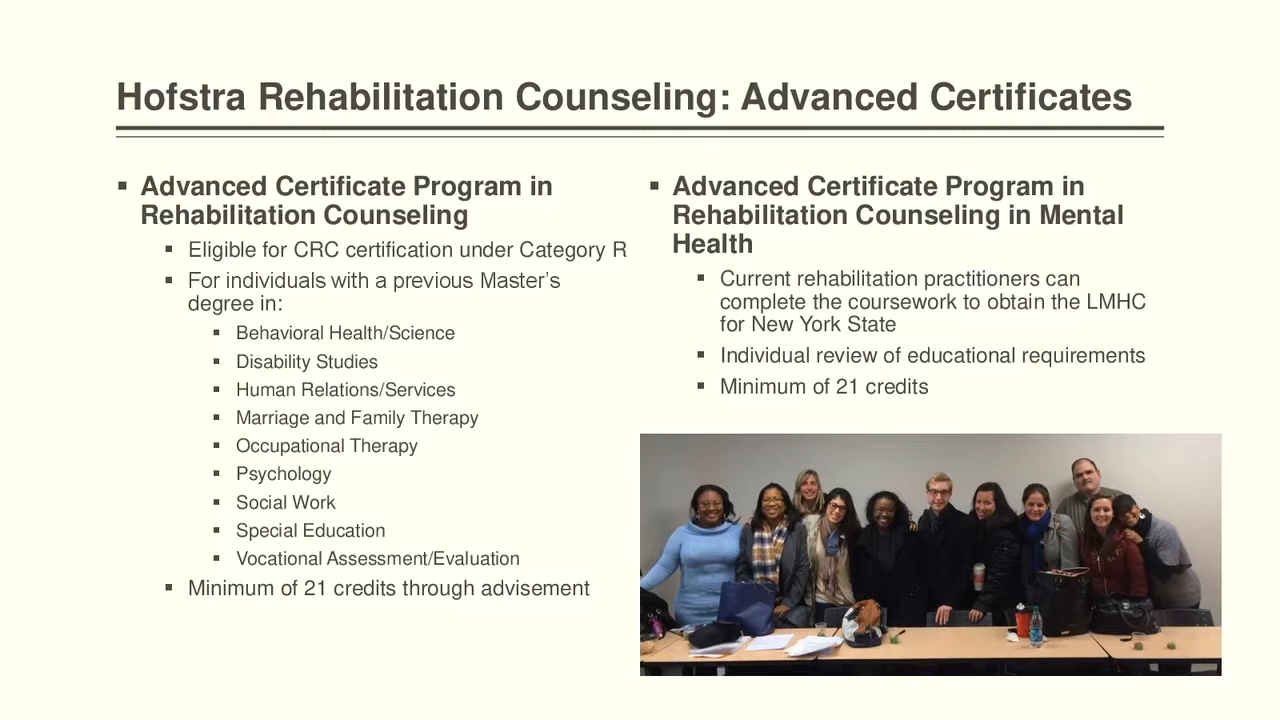 Hofstra Rehabilitation Counseling: Advanced Certificates
▪ Advanced Certificate Program in
Rehabilitation Counseling
▪ Eligible for CRC certification under Category R
▪ For individuals with a previous Master’s
degree in:
▪ Behavioral Health/Science
▪ Disability Studies
▪ Human Relations/Services
▪ Marriage and Family Therapy
▪ Occupational Therapy
▪ Psychology
▪ Social Work
▪ Special Education
▪ Vocational Assessment/Evaluation
▪ Minimum of 21 credits through advisement
▪ Advanced Certificate Program in
Rehabilitation Counseling in Mental
Health
▪ Current rehabilitation practitioners can
complete the coursework to obtain the LMHC
for New York State
▪ Individual review of educational requirements
▪ Minimum of 21 credits